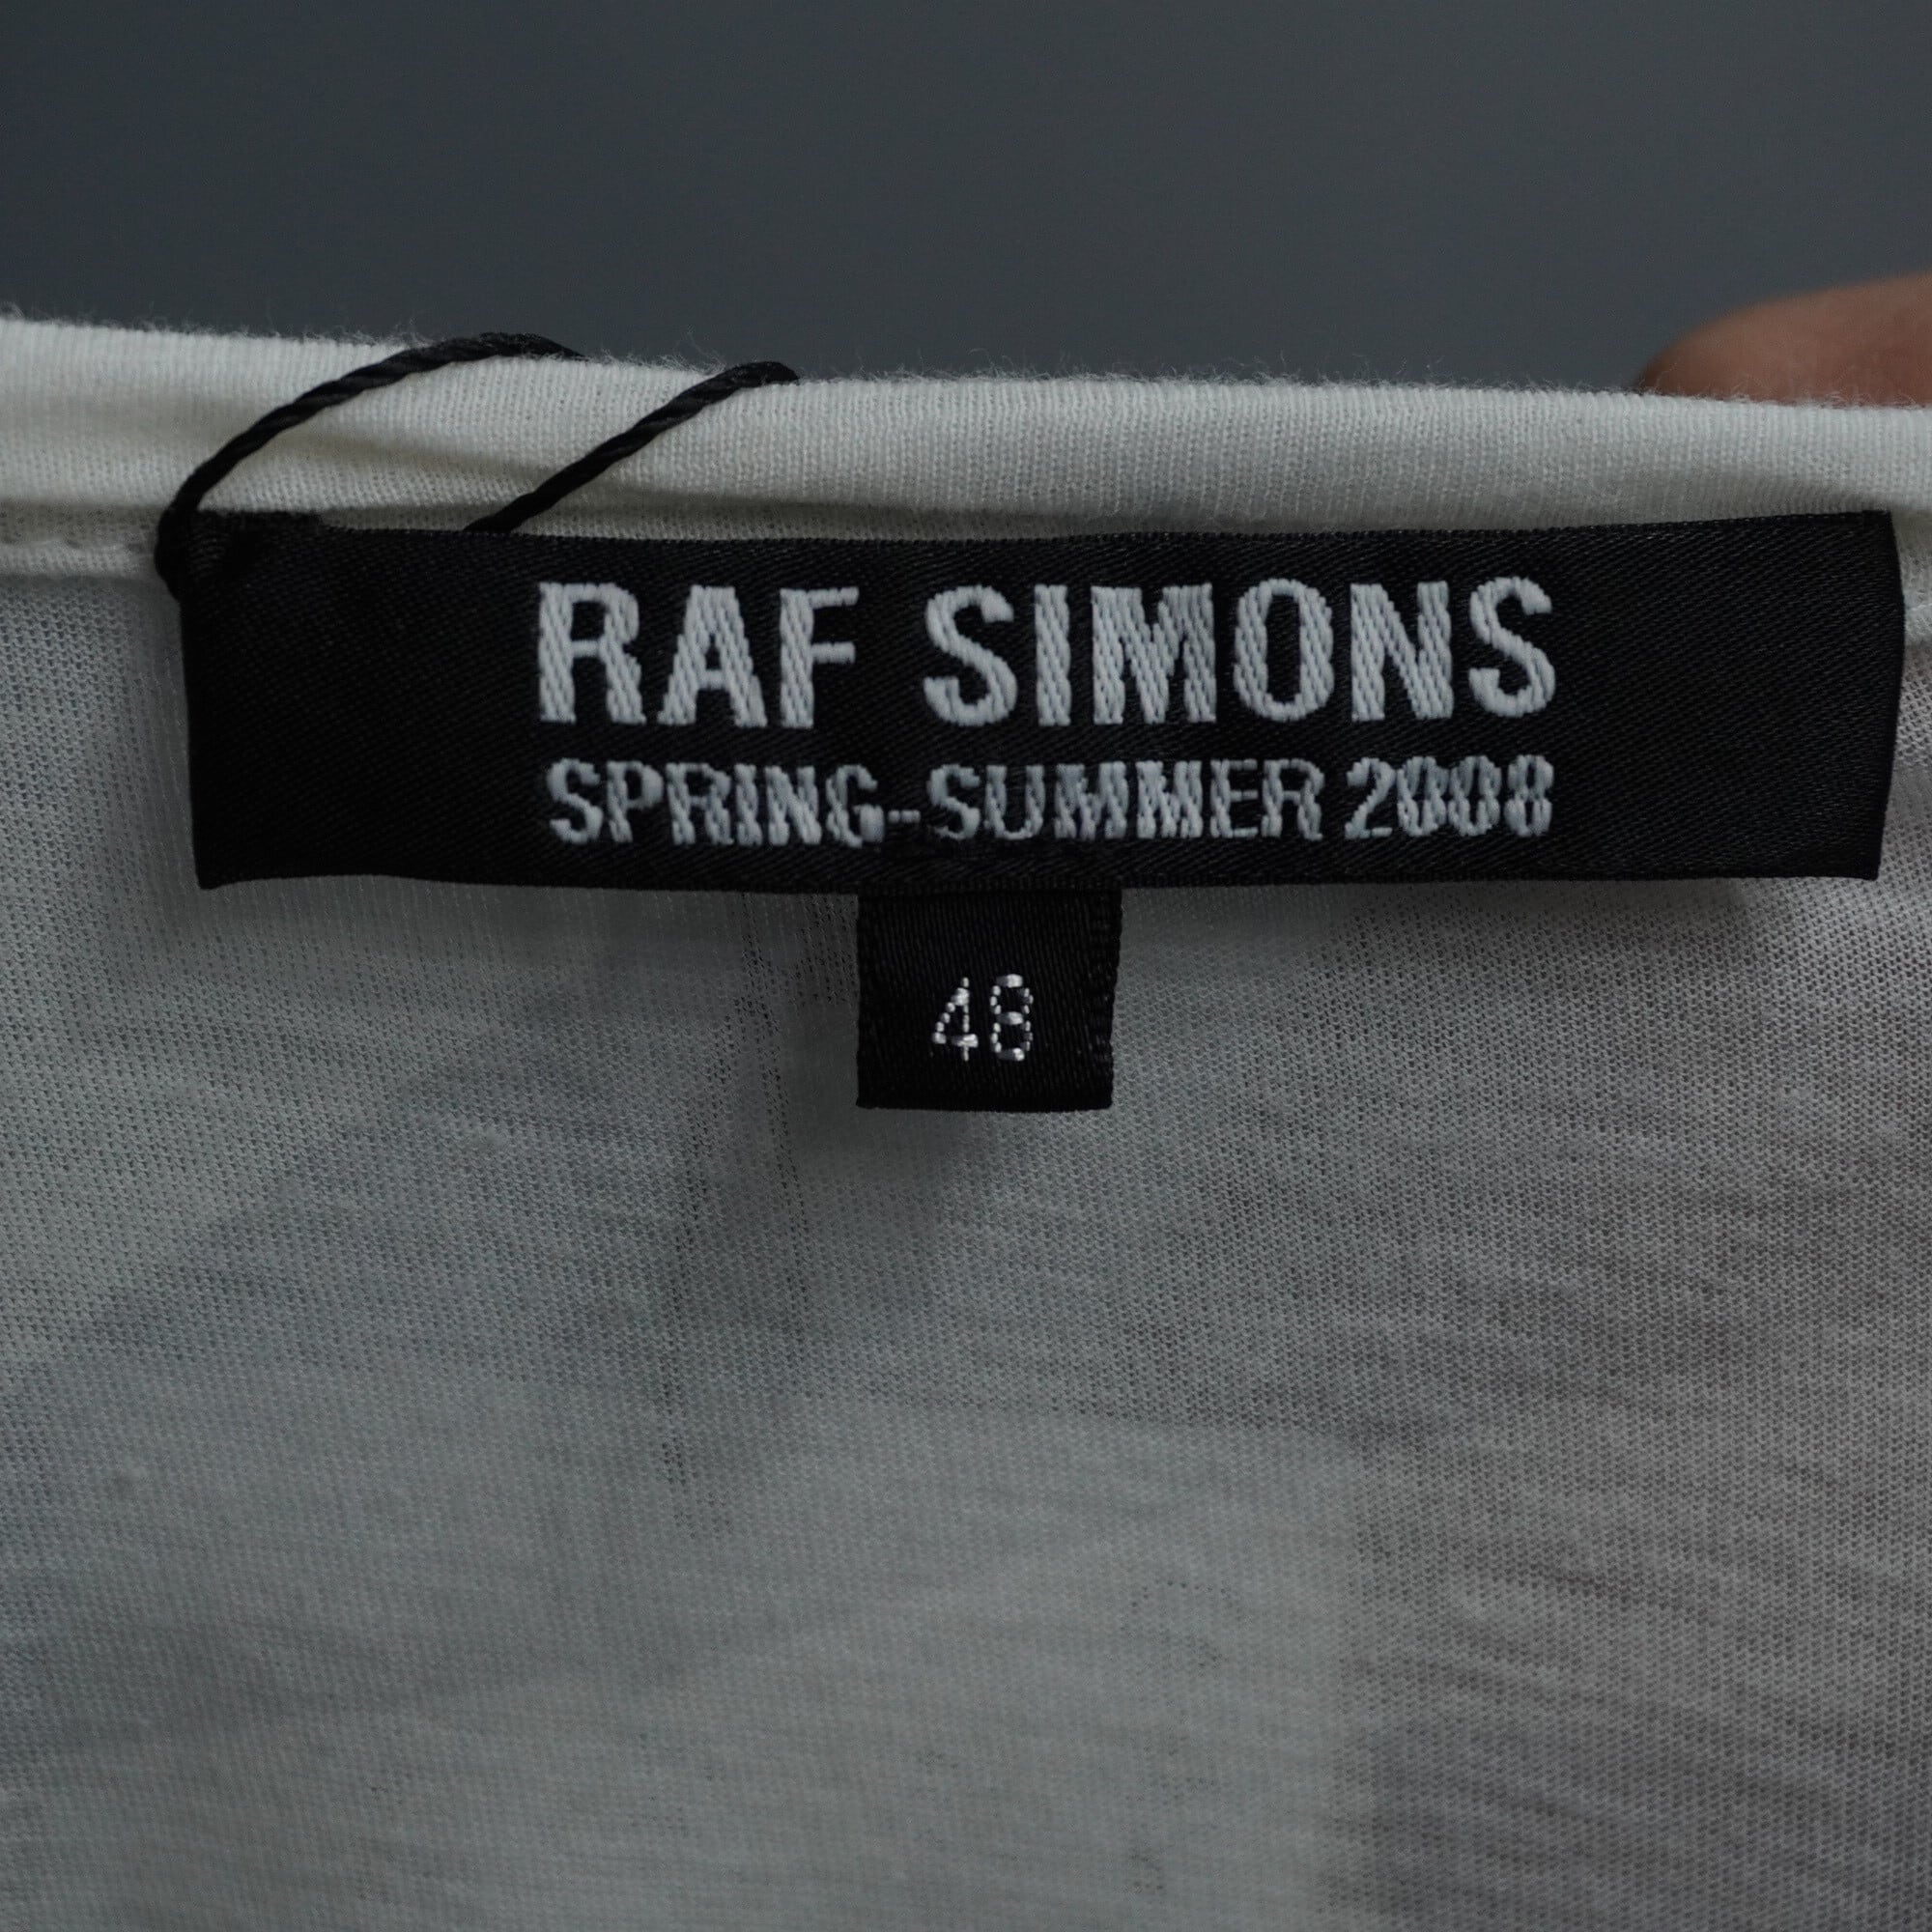 RAF SIMONS
SPRING-SUMMER 2008
48